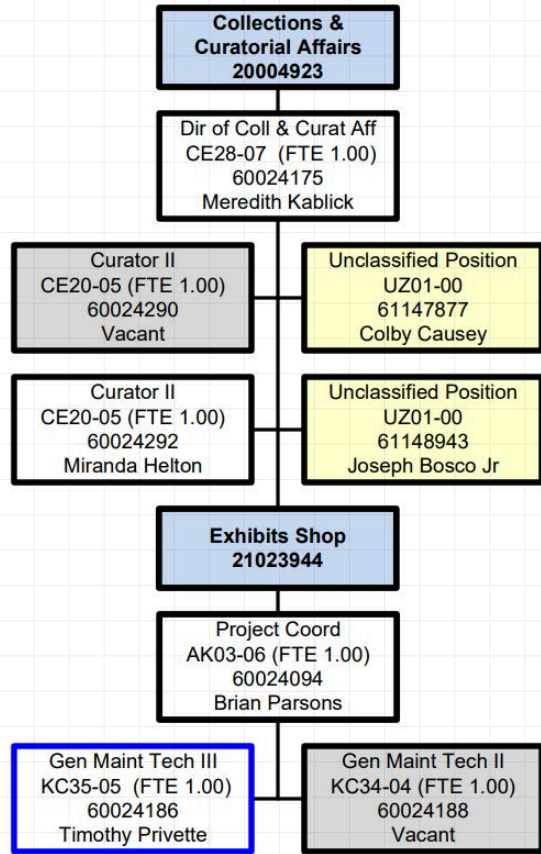 Collections &
Curatorial Affairs
20004923
Dir of Coll & Curat Aff
CE28-07 (FTE 1.00)
60024175
Meredith Kablick
Curator II
CE20-05 (FTE 1.00)
60024290
Vacant
Unclassified Position
UZ01-00
61147877
Colby Causey
Curator II
CE20-05 (FTE 1.00)
60024292
Miranda Helton
Unclassified Position
UZ01-00
61148943
Joseph Bosco Jr
Exhibits Shop
21023944
Project Coord
AK03-06 (FTE 1.00)
60024094
Brian Parsons
Gen Maint Tech III
KC35-05 (FTE 1.00)
60024186
Timothy Privette
Gen Maint Tech II
KC34-04 (FTE 1.00)
60024188
Vacant